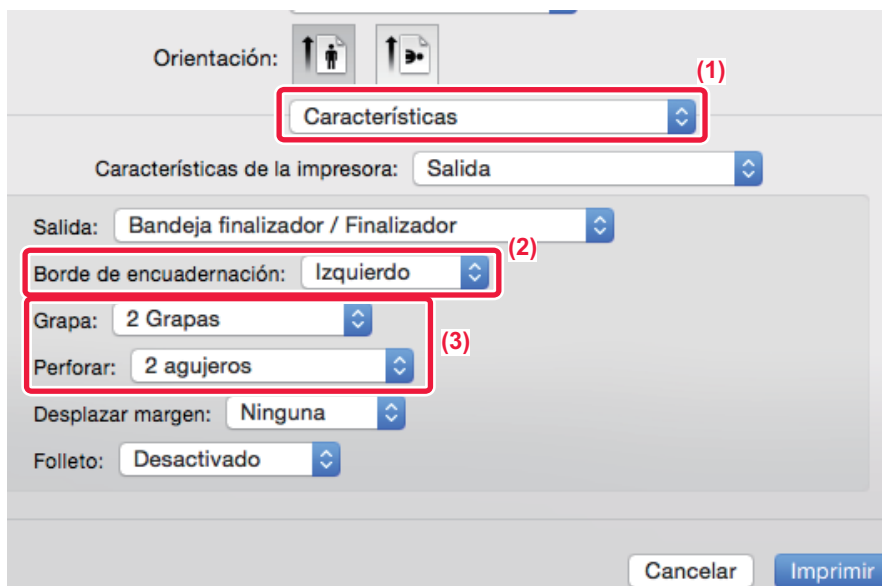 Orientación:
(1)
Características
Características de la impresora: Salida
Salida: Bandeja finalizador / Finalizador
(2)
Borde de encuadernación: Izquierdo
Grapa: 2 Grapas
(3)
Perforar: 2 agujeros
Desplazar margen: Ninguna
Folleto: Desactivado
Cancelar Imprimir